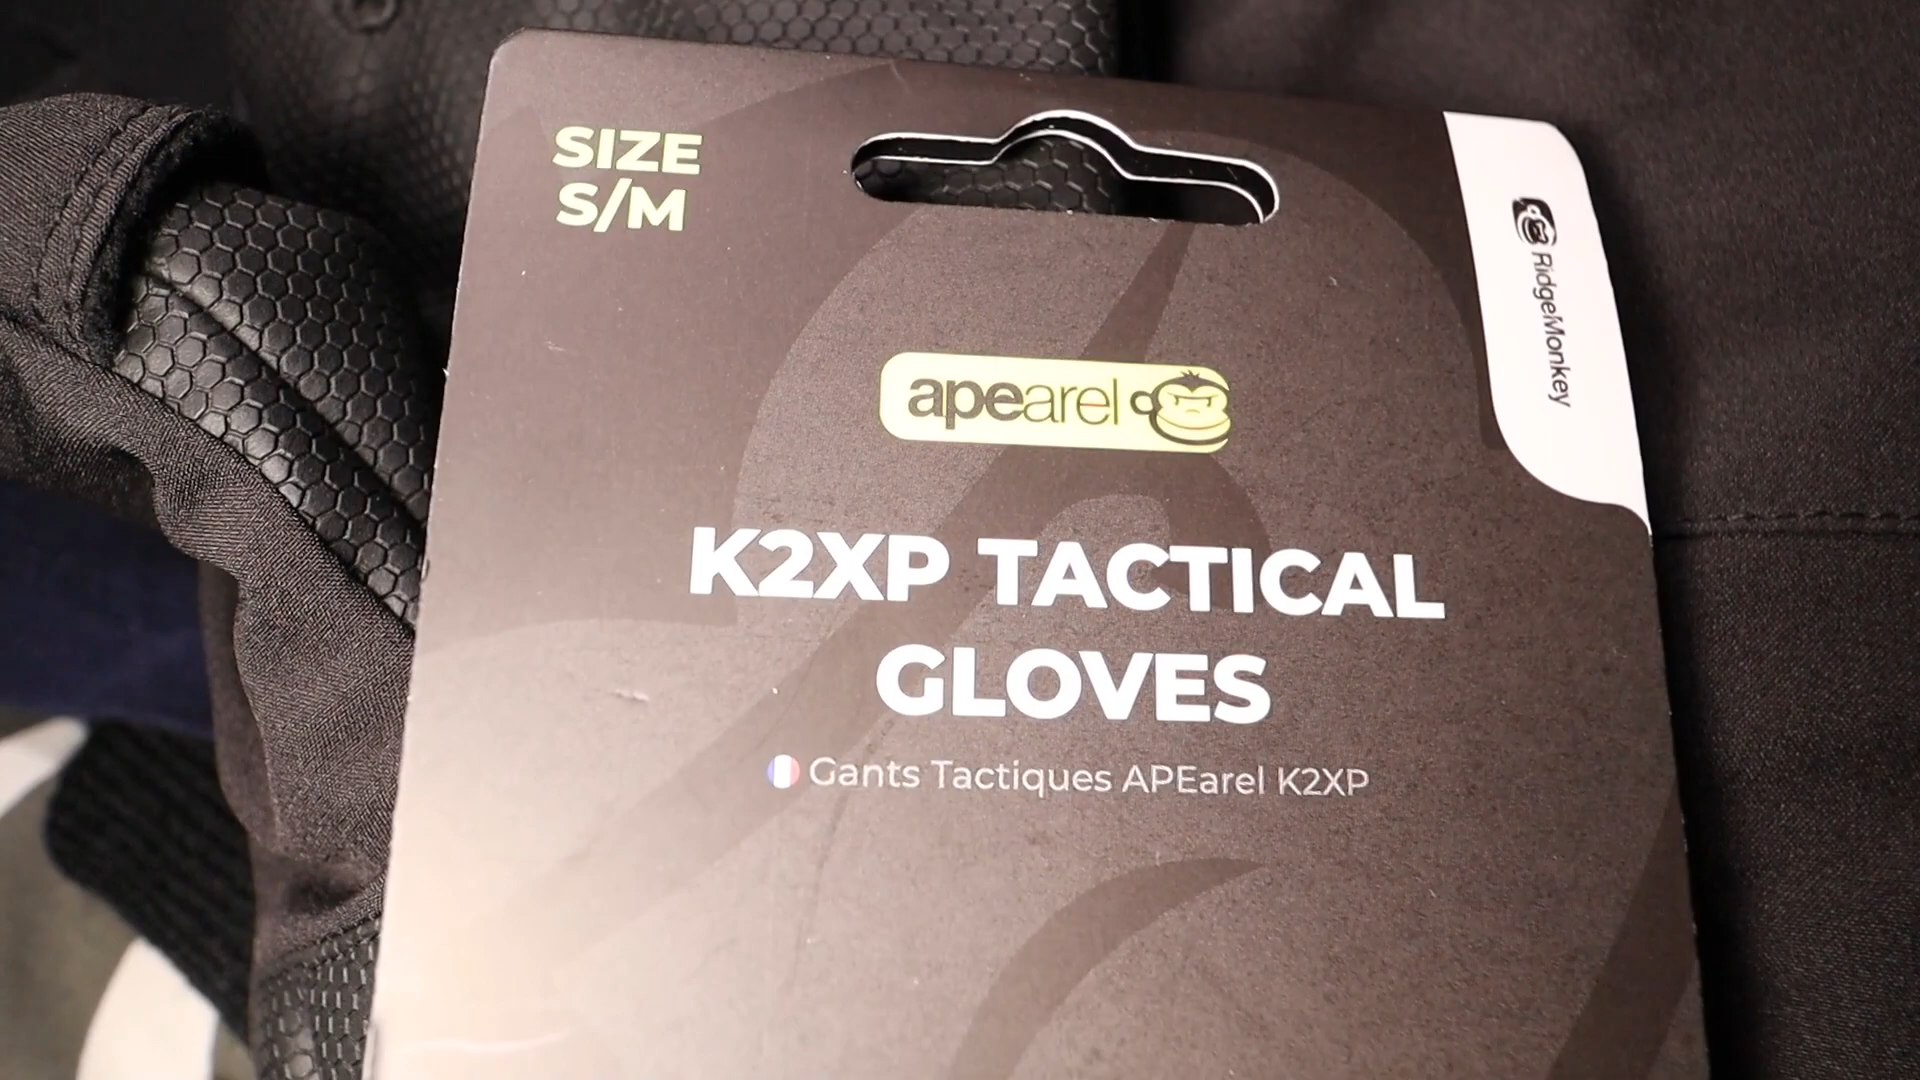 SIZE
S/M
RidgeMonkey
apearel
K2XP TACTICAL
GLOVES
Gants Tactiques APEarel K2XP